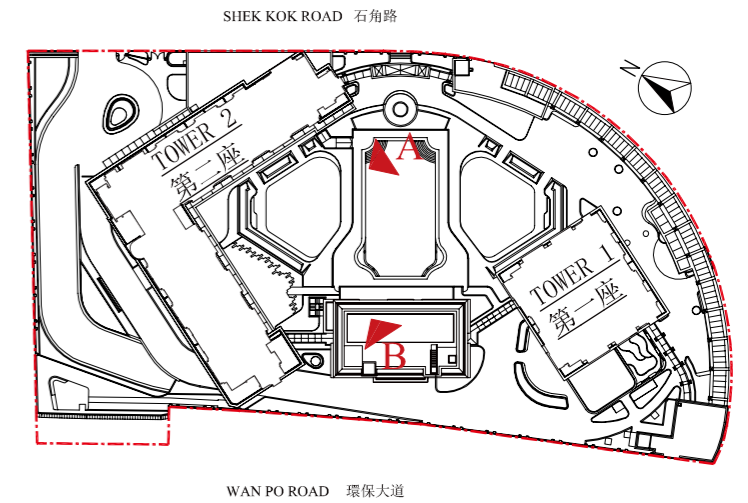 SHEK KOK ROAD 石角路
N
TOWER 2
第二座
A
TOWER 1
第一座
B
WAN PO ROAD 環保大道